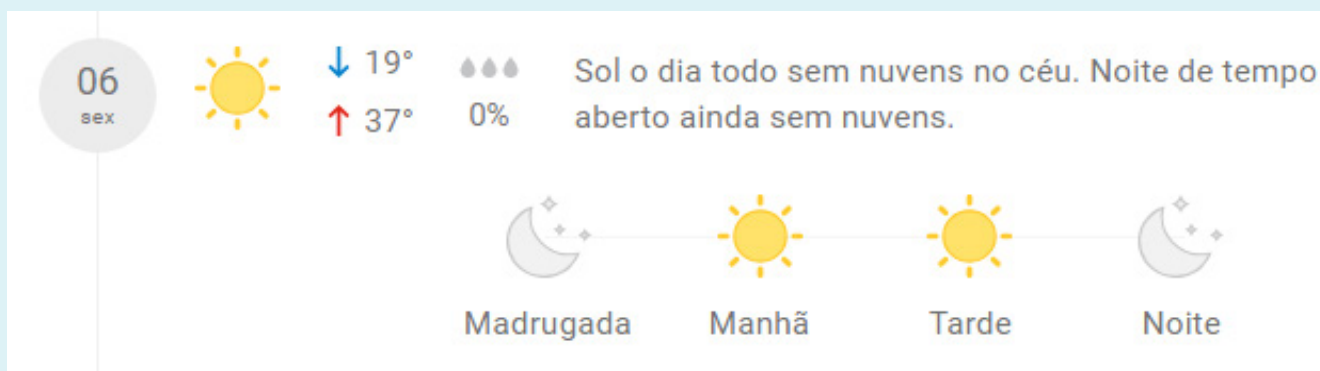 06
sex
↓ 19°
↑ 37°
0%
Sol o dia todo sem nuvens no céu. Noite de tempo
aberto ainda sem nuvens.
Madrugada
Manhã
Tarde
Noite